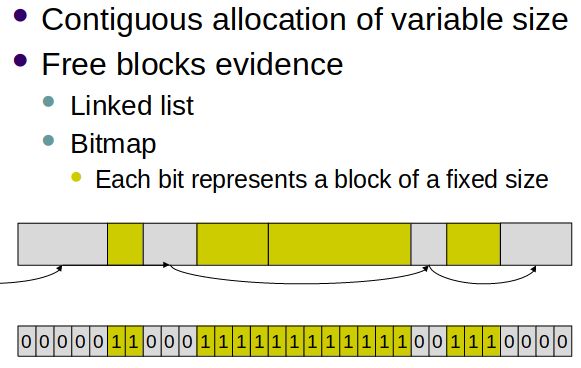 Contiguous allocation of variable size
Free blocks evidence
Linked list
Bitmap
Each bit represents a block of a fixed size
0 0 0 0 0 1 1 0 0 0 1 1 1 1 1 1 1 1 1 1 1 1 0 0 1 1 1 0 0 0 0